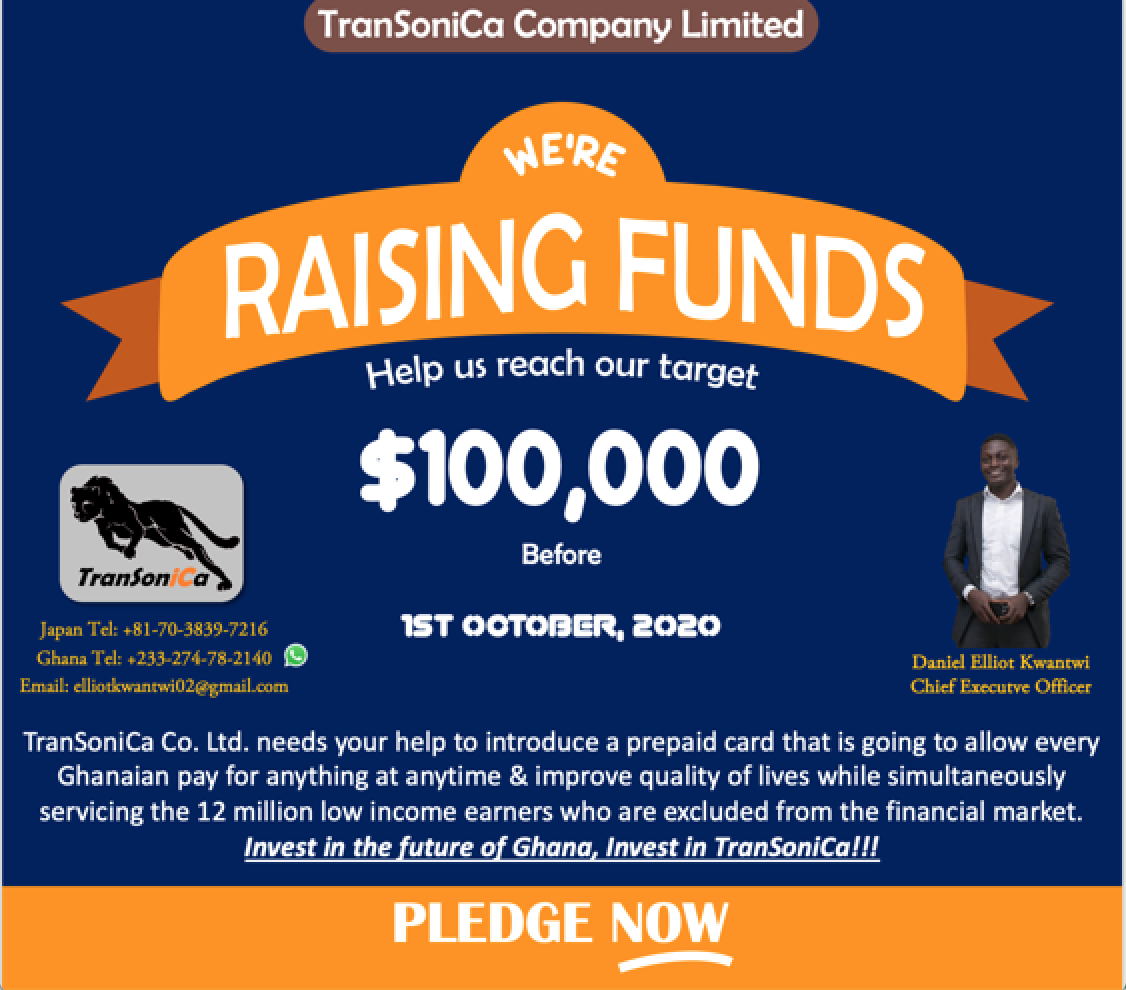 TranSoniCa Company Limited
WE'RE
RAISING FUNDS
Help us reach our target
$100,000
Before
1ST OCTOBER, 2020
TranSoniCa
Japan Tel: +81-70-3839-7216
Ghana Tel: +233-274-78-2140
Email: elliotkwantwi02@gmail.com
Daniel Elliot Kwantwi
Chief Executve Officer
TranSoniCa Co. Ltd. needs your help to introduce a prepaid card that is going to allow every
Ghanaian pay for anything at anytime & improve quality of lives while simultaneously
servicing the 12 million low income earners who are excluded from the financial market.
Invest in the future of Ghana, Invest in TranSoniCa!!!
PLEDGE NOW